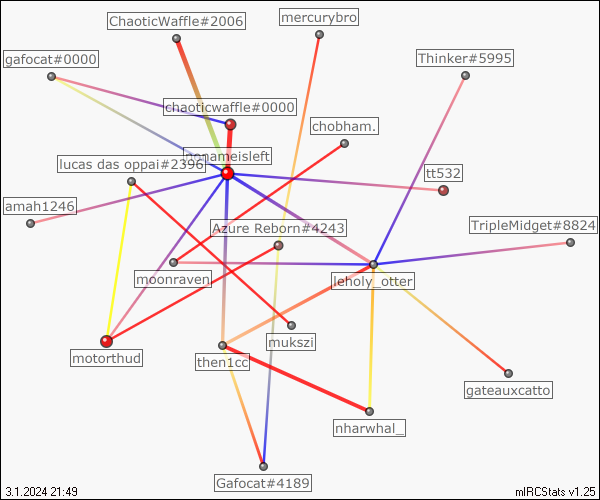 ChaoticWaffle#2006
mercurybro
gafocat#0000
Thinker#5995
chaoticwaffle#0000
chobham.
nonameisleft
lucas das oppai#2396
tt532
amah1246
Azure Reborn#4243
TripleMidget#8824
moonraven
leholy_otter
mukszi
motorthud
then1cc
gateauxcatto
nharwhal_
Gafocat#4189
3.1.2024 21:49
mIRCStats v1.25